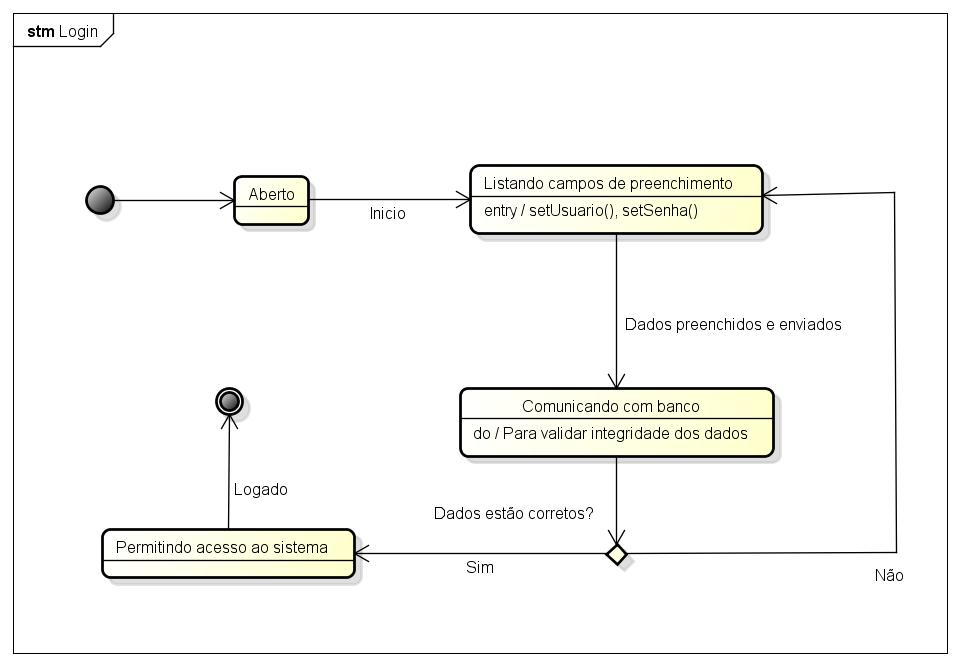 stm Login
Aberto
Inicio
Listando campos de preenchimento
entry / setUsuario(), setSenha()
Dados preenchidos e enviados
Comunicando com banco
do / Para validar integridade dos dados
Logado
Dados estão corretos?
Permitindo acesso ao sistema
Sim
Não